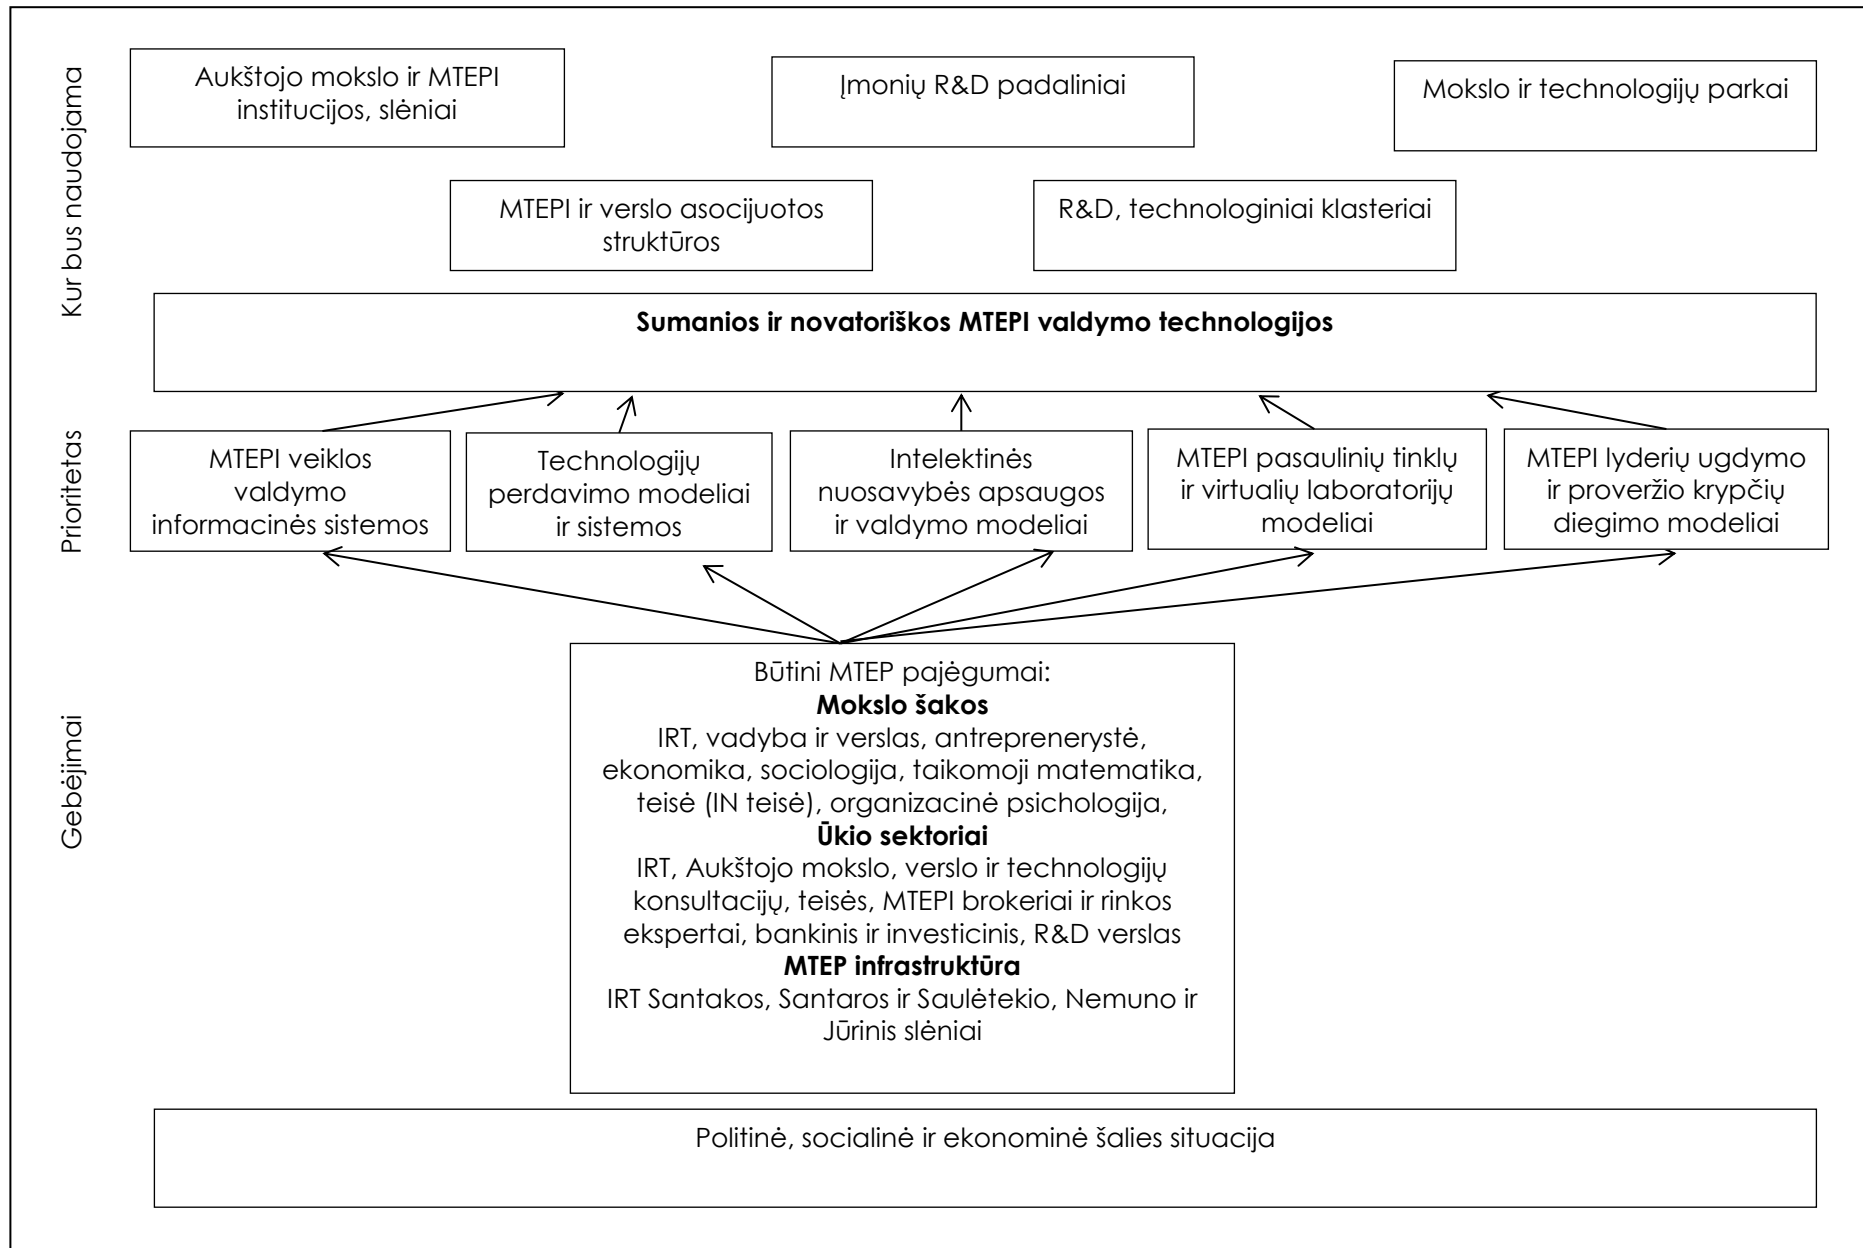 Kur bus naudojama
Aukštojo mokslo ir MTEPI
institucijos, slėniai
Įmonių R&D padaliniai
Mokslo ir technologijų parkai
MTEPI ir verslo asocijuotos
struktūros
R&D, technologiniai klasteriai
Sumanios ir novatoriškos MTEPI valdymo technologijos
Prioritetas
MTEPI veiklos
valdymo
informacinės sistemos
Technologijų
perdavimo modeliai
ir sistemos
Intelektinės
nuosavybės apsaugos
ir valdymo modeliai
MTEPI pasaulinių tinklų
ir virtualių laboratorijų
modeliai
MTEPI lyderių ugdymo
ir proveržio krypčių
diegimo modeliai
Gebėjimai
Būtini MTEP pajėgumai:
Mokslo šakos
IRT, vadyba ir verslas, antreprenerystė,
ekonomika, sociologija, taikomoji matematika,
teisė (IN teisė), organizacinė psichologija,
Ūkio sektoriai
IRT, Aukštojo mokslo, verslo ir technologijų
konsultacijų, teisės, MTEPI brokeriai ir rinkos
ekspertai, bankinis ir investicinis, R&D verslas
MTEP infrastruktūra
IRT Santakos, Santaros ir Saulėtekio, Nemuno ir
Jūrinis slėniai
Politinė, socialinė ir ekonominė šalies situacija